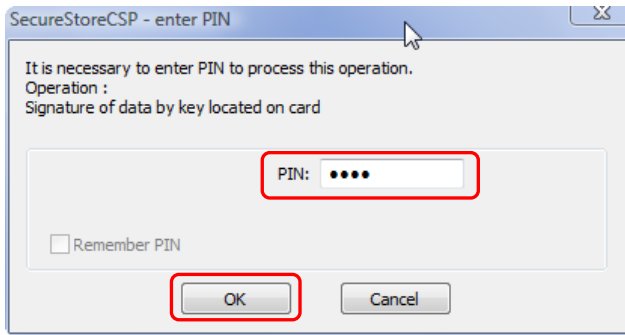 SecureStoreCSP - enter PIN
It is necessary to enter PIN to process this operation.
Operation :
Signature of data by key located on card
PIN: ••••
Remember PIN
OK Cancel